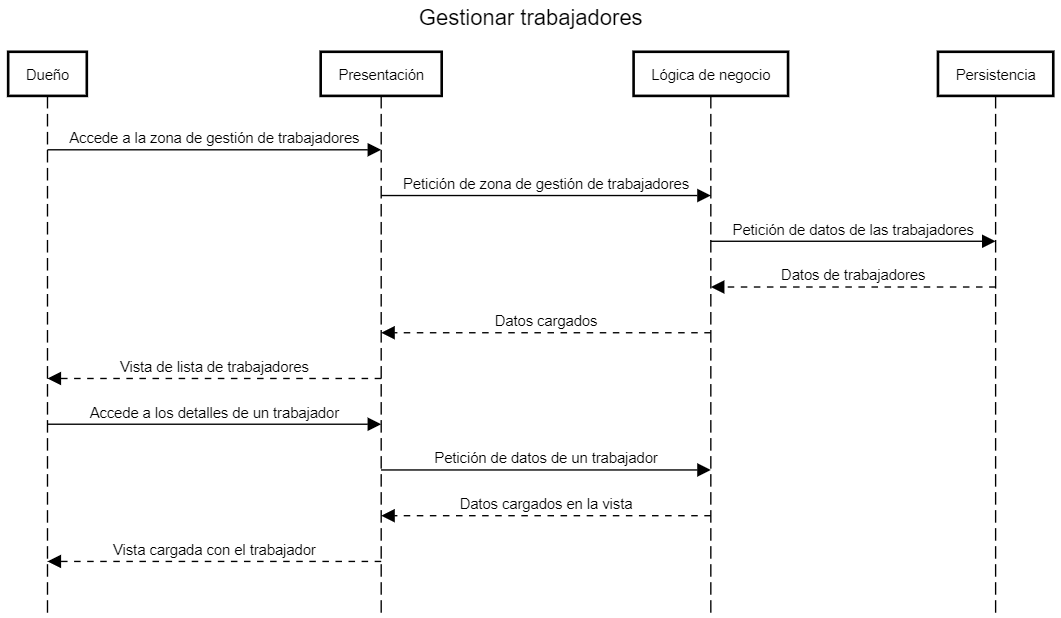 Gestionar trabajadores
Dueño
Presentación
Lógica de negocio
Persistencia
Accede a la zona de gestión de trabajadores
Petición de zona de gestión de trabajadores
Petición de datos de las trabajadores
Datos de trabajadores
Datos cargados
Vista de lista de trabajadores
Accede a los detalles de un trabajador
Petición de datos de un trabajador
Datos cargados en la vista
Vista cargada con el trabajador